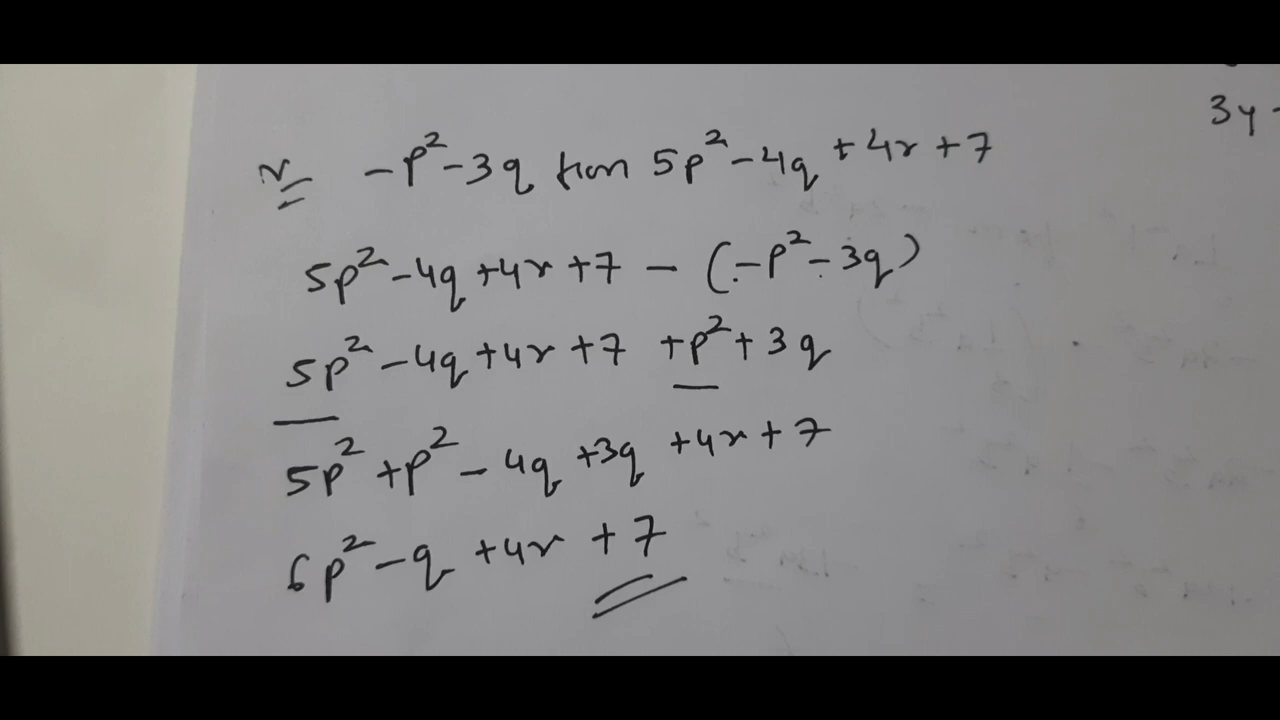 3y -
-p² - 3q from 5p² - 4q + 4r + 7
5p² - 4q + 4r + 7 - (-p² - 3q)
5p² - 4q + 4r + 7 + p² + 3q
5p² + p² - 4q + 3q + 4r + 7
6p² - q + 4r + 7